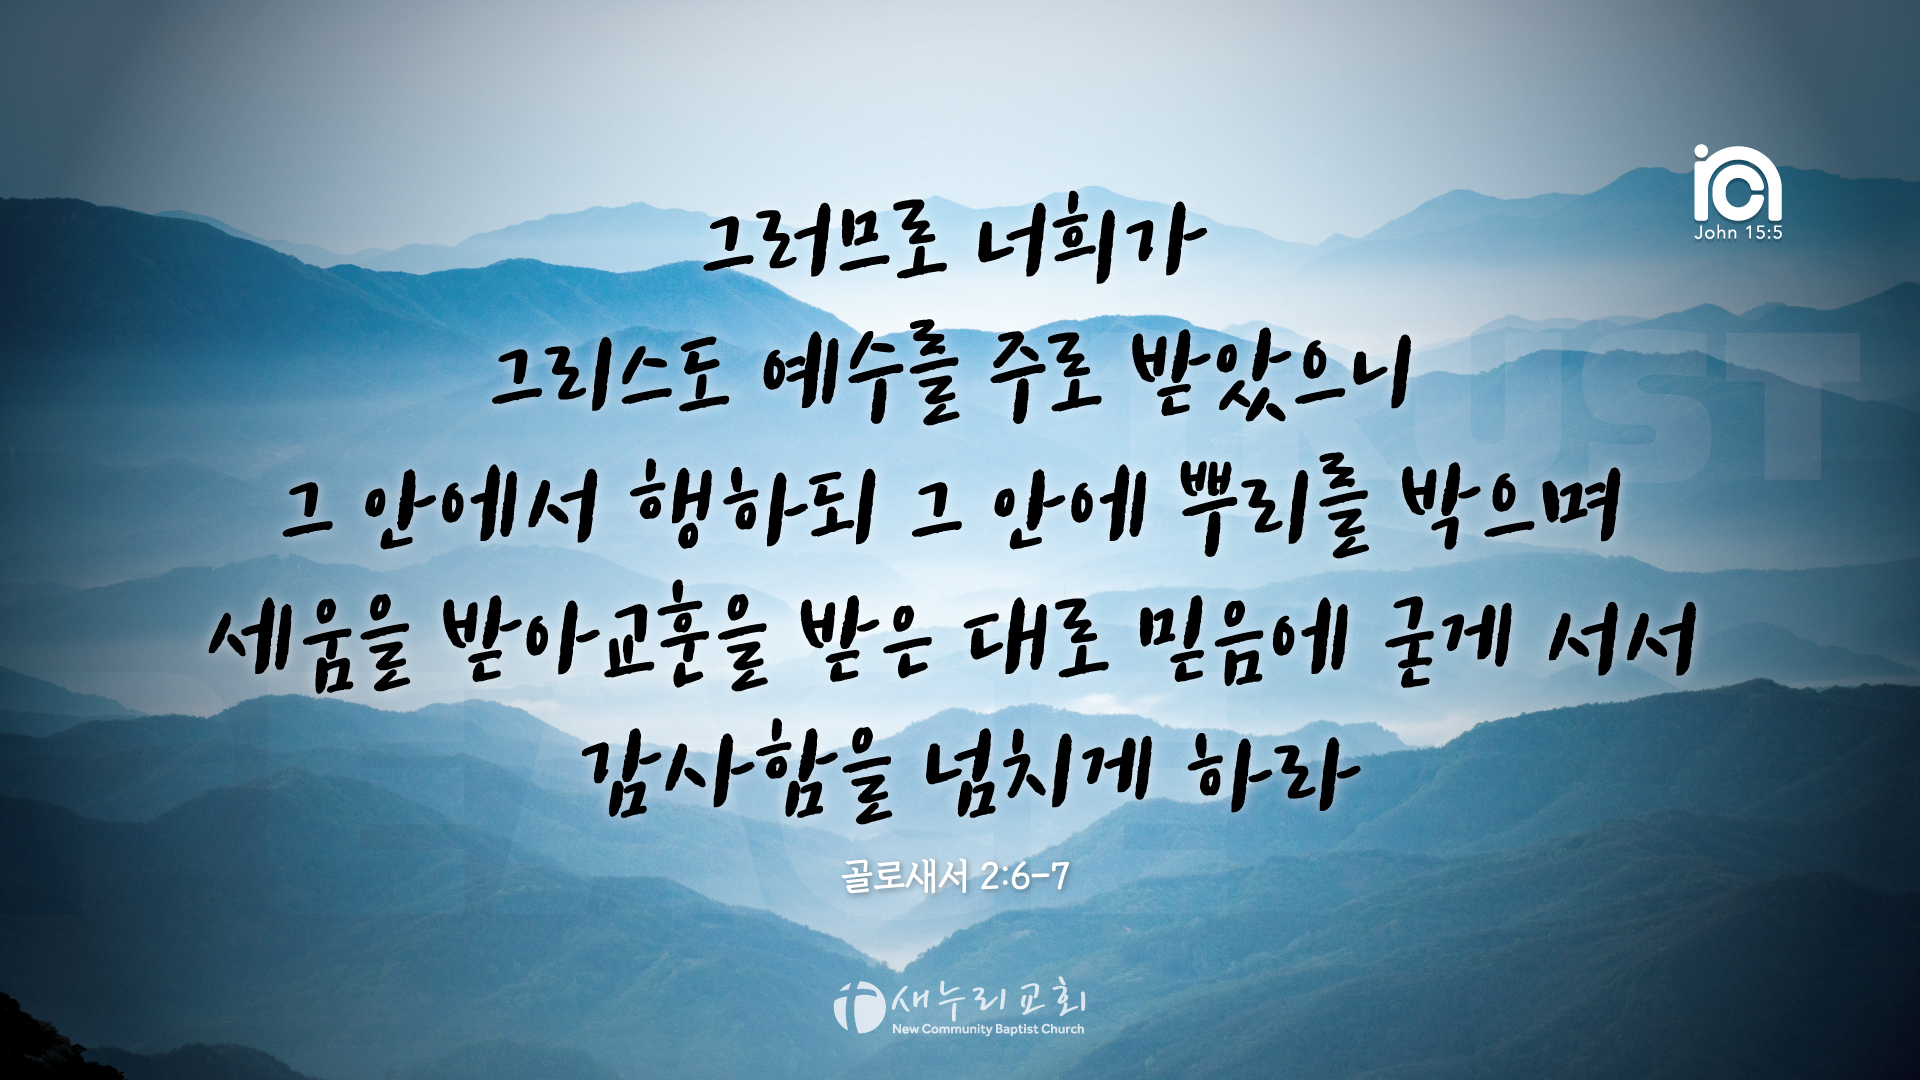 John 15:5
그러므로 너희가
그리스도 예수를 주로 받았으니
TRUST
그 안에서 행하되 그 안에 뿌리를 박으며
세움을 받아교훈을 받은 대로 믿음에 굳게 서서
감사함을 넘치게 하라
골로새서 2:6-7
새누리교회
New Community Baptist Church